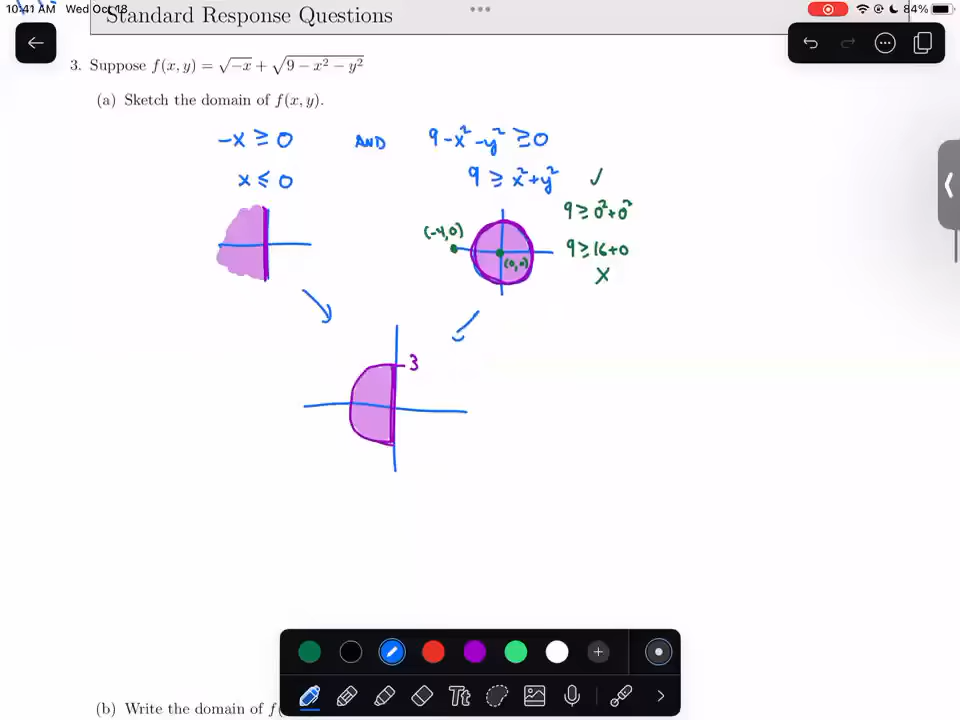 10:41 AM Wed Oct 18
84%
Standard Response Questions
3. Suppose f(x, y) = √−x + √9 − x² − y²
(a) Sketch the domain of f(x, y).
−x ≥ 0 AND 9 − x² − y² ≥ 0
x ≤ 0 9 ≥ x² + y² ✓
9 ≥ 0² + 0²
(−4,0) 9 ≥ 16 + 0
(0,0) X
3
Tt
(b) Write the domain of f(